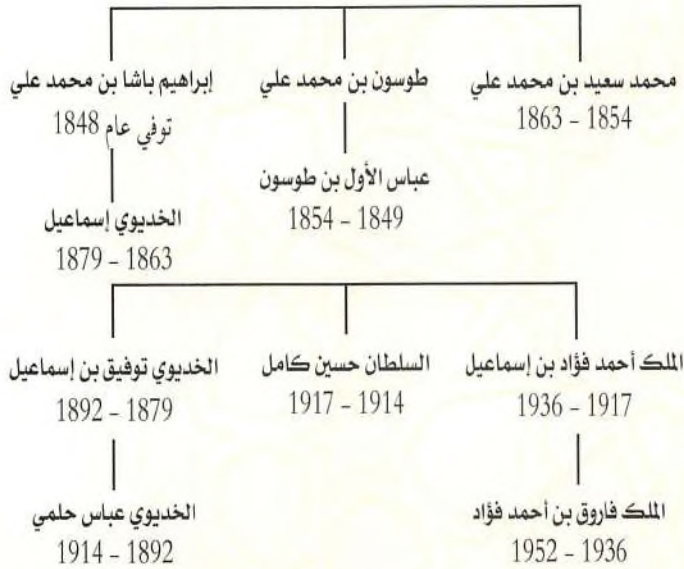 محمد سعيد بن محمد علي
1854 – 1863
طوسون بن محمد علي
إبراهيم باشا بن محمد علي
توفي عام 1848
عباس الأول بن طوسون
1849 – 1854
الخديوي إسماعيل
1863 – 1879
الملك أحمد فؤاد بن إسماعيل
1917 – 1936
السلطان حسين كامل
1914 – 1917
الخديوي توفيق بن إسماعيل
1879 – 1892
الملك فاروق بن أحمد فؤاد
1936 – 1952
الخديوي عباس حلمي
1892 – 1914